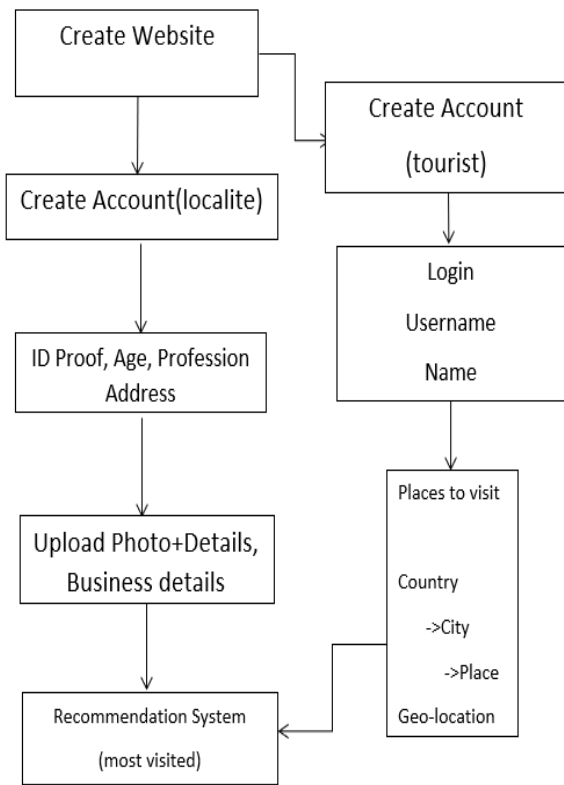 Create Website
Create Account
(tourist)
Create Account(localite)
Login
Username
Name
ID Proof, Age, Profession
Address
Places to visit
Country
->City
->Place
Geo-location
Upload Photo+Details,
Business details
Recommendation System
(most visited)